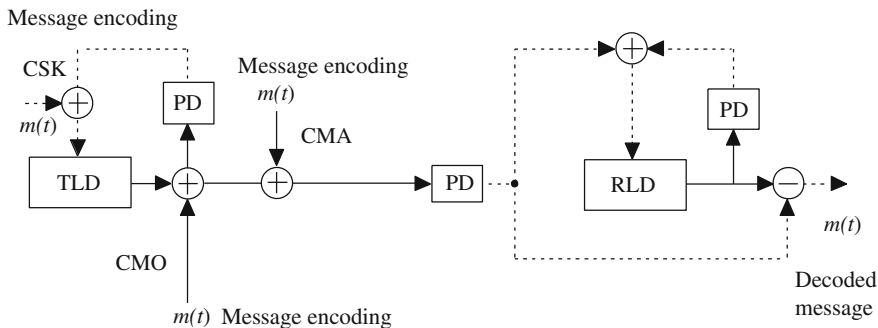 Message encoding
CSK
m(t)
PD
Message encoding
m(t)
CMA
TLD
PD
PD
RLD
CMO
m(t)
Message encoding
m(t)
Decoded
message